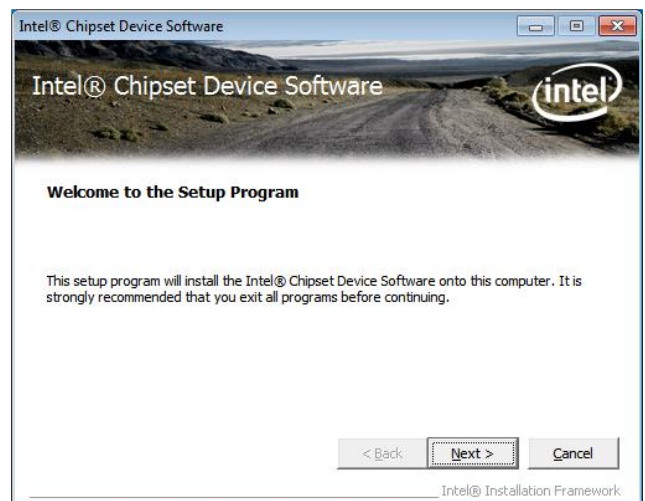 Intel® Chipset Device Software
Intel® Chipset Device Software
intel
Welcome to the Setup Program
This setup program will install the Intel® Chipset Device Software onto this computer. It is
strongly recommended that you exit all programs before continuing.
< Back Next > Cancel
Intel® Installation Framework